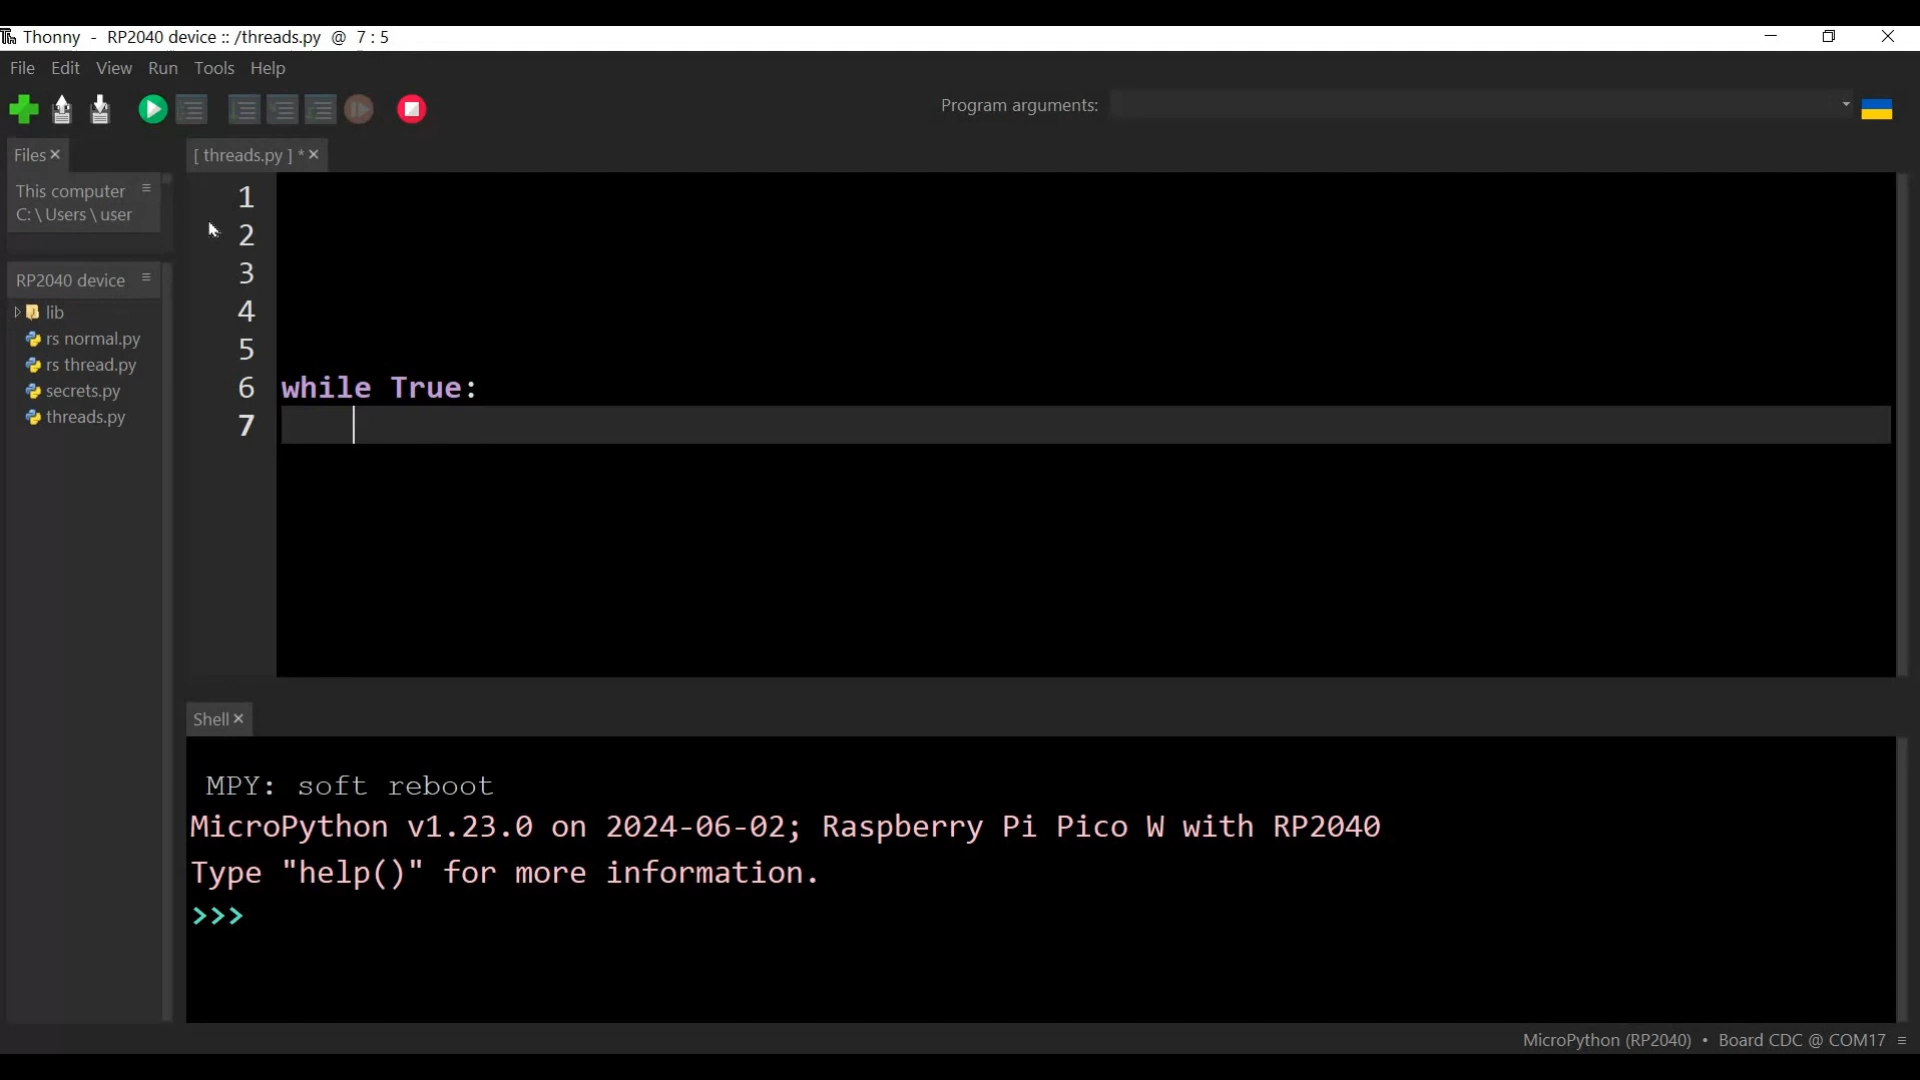 Thonny - RP2040 device :: /threads.py @ 7 : 5
File Edit View Run Tools Help
Program arguments:
Files
[ threads.py ] *
This computer
C: \ Users \ user
RP2040 device
lib
rs normal.py
rs thread.py
secrets.py
threads.py
1
2
3
4
5
6 while True:
7
Shell
MPY: soft reboot
MicroPython v1.23.0 on 2024-06-02; Raspberry Pi Pico W with RP2040
Type "help()" for more information.
>>>
MicroPython (RP2040) • Board CDC @ COM17 ≡